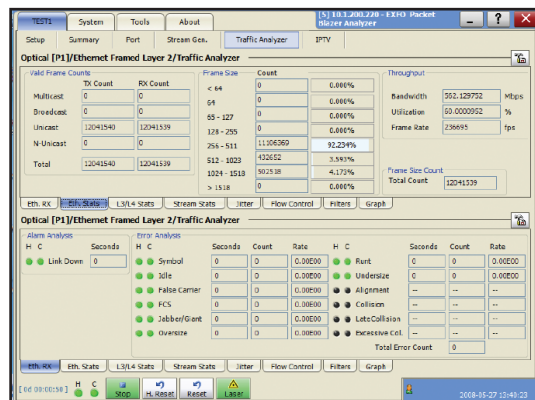 TEST1 System Tools About [5] 10.1.200.220 - EXFO Packet Blazer Analyzer
Setup Summary Port Stream Gen. Traffic Analyzer IPTV
Optical [P1]/Ethernet Framed Layer 2/Traffic Analyzer
Valid Frame Counts
TX Count RX Count
Multicast 0 0
Broadcast 0 0
Unicast 12041540 12041539
N-Unicast 0 0
Total 12041540 12041539
Frame Size Count
< 64 0 0.000%
64 0 0.000%
65 - 127 0 0.000%
128 - 255 0 0.000%
256 - 511 11106369 92.234%
512 - 1023 432652 3.593%
1024 - 1518 502518 4.173%
> 1518 0 0.000%
Throughput
Bandwidth 562.129752 Mbps
Utilization 60.0000952 %
Frame Rate 236695 fps
Frame Size Count
Total Count 12041539
Eth. RX Eth. Stats L3/L4 Stats Stream Stats Jitter Flow Control Filters Graph
Optical [P1]/Ethernet Framed Layer 2/Traffic Analyzer
Alarm Analysis
H C Seconds
Link Down 0
Error Analysis
H C Seconds Count Rate
Symbol 0 0 0.00E00
Idle 0 0 0.00E00
False Carrier 0 0 0.00E00
FCS 0 0 0.00E00
Jabber/Giant 0 0 0.00E00
Oversize 0 0 0.00E00
H C Seconds Count Rate
Runt 0 0 0.00E00
Undersize 0 0 0.00E00
Alignment -- -- --
Collision -- -- --
LateCollision -- -- --
Excessive Col. -- -- --
Total Error Count 0
Eth. RX Eth. Stats L3/L4 Stats Stream Stats Jitter Flow Control Filters Graph
[ 0d 00:00:50 ] H C Stop H. Reset Reset Laser